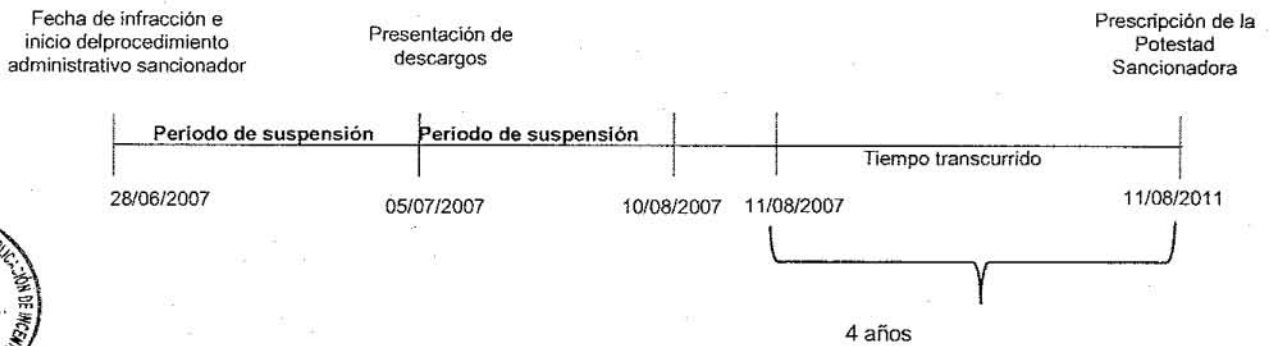 Fecha de infracción e
inicio delprocedimiento
administrativo sancionador
Presentación de
descargos
Prescripción de la
Potestad
Sancionadora
Periodo de suspensión
Periodo de suspensión
Tiempo transcurrido
28/06/2007
05/07/2007
10/08/2007
11/08/2007
11/08/2011
4 años
DE